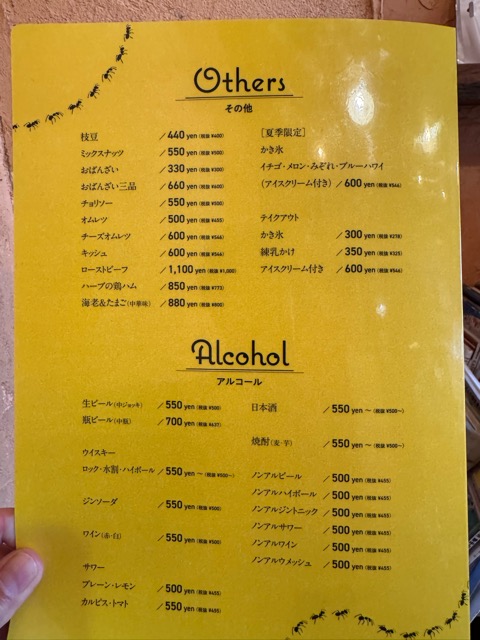 Others
その他
枝豆 /440 yen (税抜 ¥400)
ミックスナッツ /550 yen (税抜 ¥500)
おばんざい /330 yen (税抜 ¥300)
おばんざい三品 /660 yen (税抜 ¥600)
チョリソー /550 yen (税抜 ¥500)
オムレツ /500 yen (税抜 ¥455)
チーズオムレツ /600 yen (税抜 ¥546)
キッシュ /600 yen (税抜 ¥546)
ローストビーフ /1,100 yen (税抜 ¥1,000)
ハーブの鶏ハム /850 yen (税抜 ¥773)
海老&たまご(中華味) /880 yen (税抜 ¥800)
[夏季限定]
かき氷
イチゴ・メロン・みぞれ・ブルーハワイ
(アイスクリーム付き) /600 yen (税抜 ¥546)
テイクアウト
かき氷 /300 yen (税抜 ¥278)
練乳かけ /350 yen (税抜 ¥325)
アイスクリーム付き /600 yen (税抜 ¥546)
Alcohol
アルコール
生ビール(中ジョッキ) /550 yen (税抜 ¥500)
瓶ビール(中瓶) /700 yen (税抜 ¥637)
ウイスキー
ロック・水割・ハイボール /550 yen 〜(税抜 ¥500〜)
ジンソーダ /550 yen (税抜 ¥500)
ワイン(赤・白) /550 yen (税抜 ¥500)
サワー
プレーン・レモン /500 yen (税抜 ¥455)
カルピス・トマト /550 yen (税抜 ¥455)
日本酒 /550 yen 〜(税抜 ¥500〜)
焼酎(麦・芋) /550 yen 〜(税抜 ¥500〜)
ノンアルビール /500 yen (税抜 ¥455)
ノンアルハイボール /500 yen (税抜 ¥455)
ノンアルジントニック /500 yen (税抜 ¥455)
ノンアルサワー /500 yen (税抜 ¥455)
ノンアルワイン /500 yen (税抜 ¥455)
ノンアルウメッシュ /500 yen (税抜 ¥455)